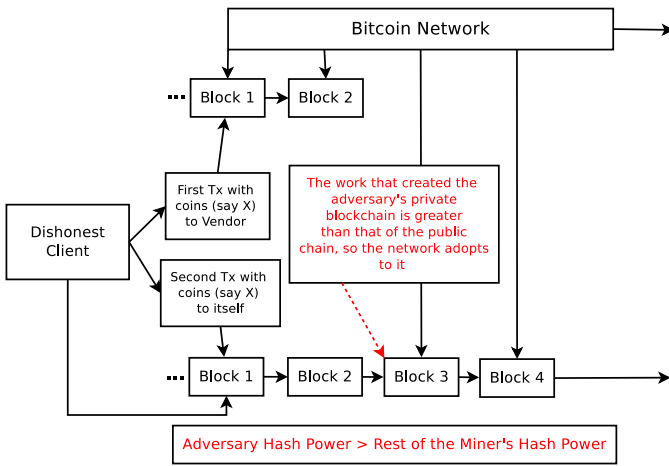 Bitcoin Network
... Block 1
Block 2
First Tx with
coins (say X)
to Vendor
The work that created the
adversary's private
blockchain is greater
than that of the public
chain, so the network adopts
to it
Dishonest
Client
Second Tx with
coins (say X)
to itself
... Block 1
Block 2
Block 3
Block 4
Adversary Hash Power > Rest of the Miner's Hash Power